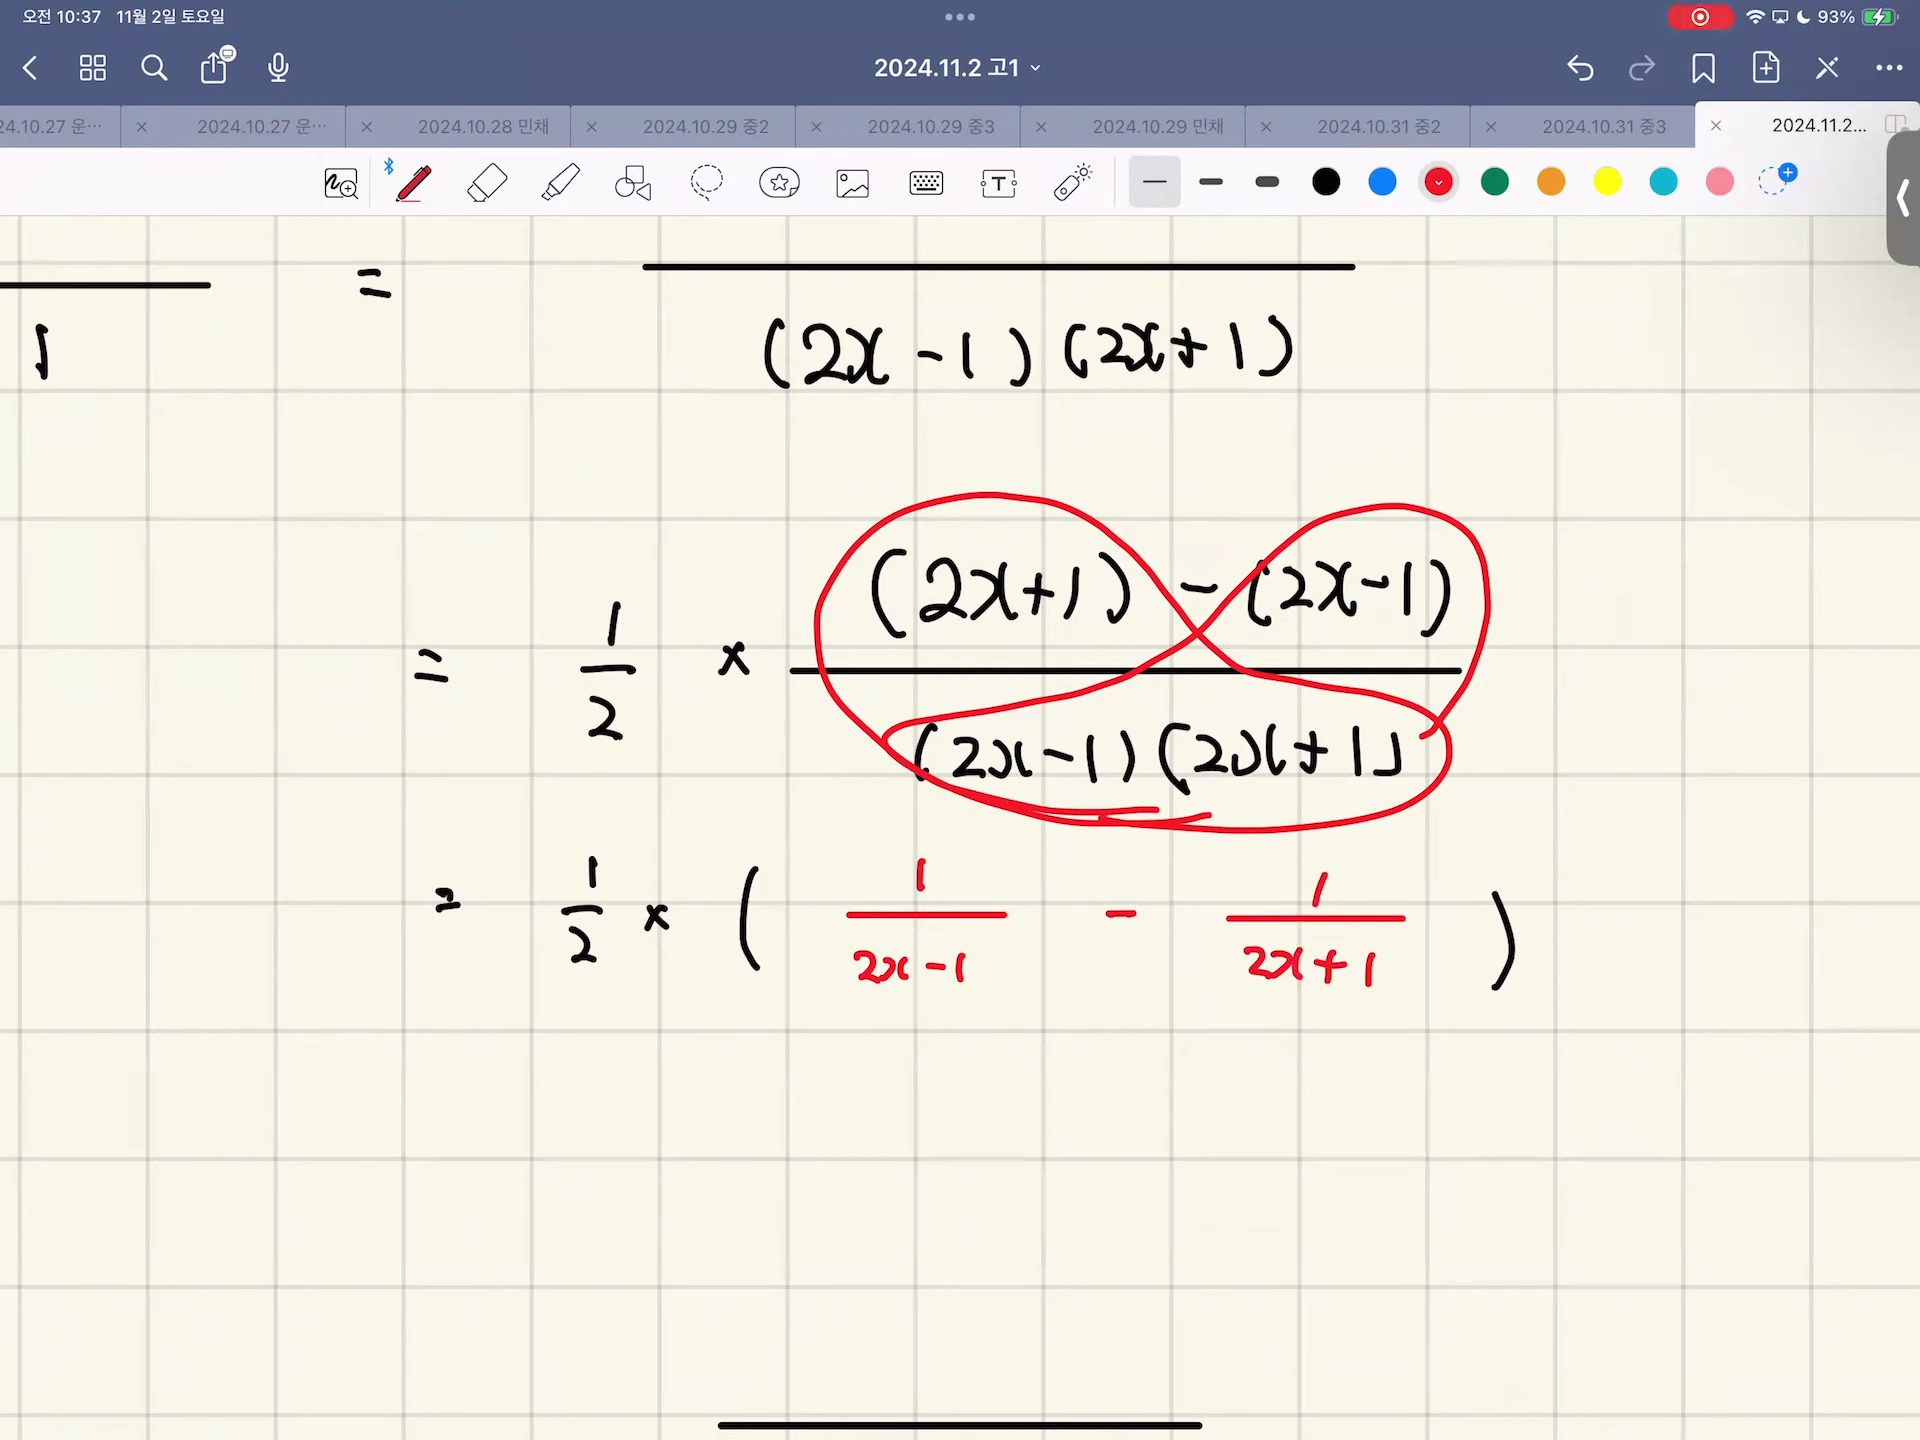 오전 10:37 11월 2일 토요일
93%
2024.11.2 고1
24.10.27 운··· 2024.10.27 운··· 2024.10.28 민채 2024.10.29 중2 2024.10.29 중3 2024.10.29 민채 2024.10.31 중2 2024.10.31 중3 2024.11.2...
=
1 (2x-1)(2x+1)
(2x+1) - (2x-1)
= 1/2 ×
(2x-1)(2x+1)
= 1/2 × ( 1/2x-1 - 1/2x+1 )